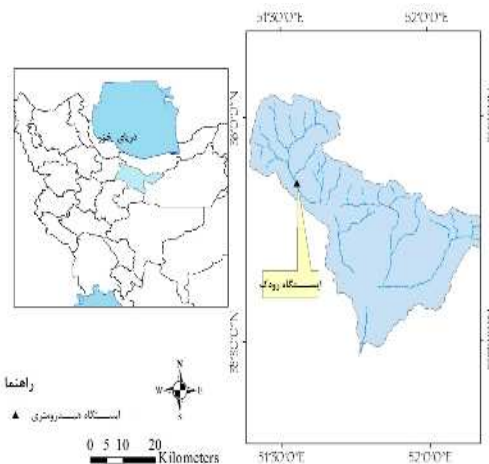 51°30'0"E
52°0'0"E
دریای خزر
ایستگاه رودک
51°30'0"E
52°0'0"E
راهنما
N
W
E
S
ایستگاه هیدرومتری
0 5 10 20
Kilometers